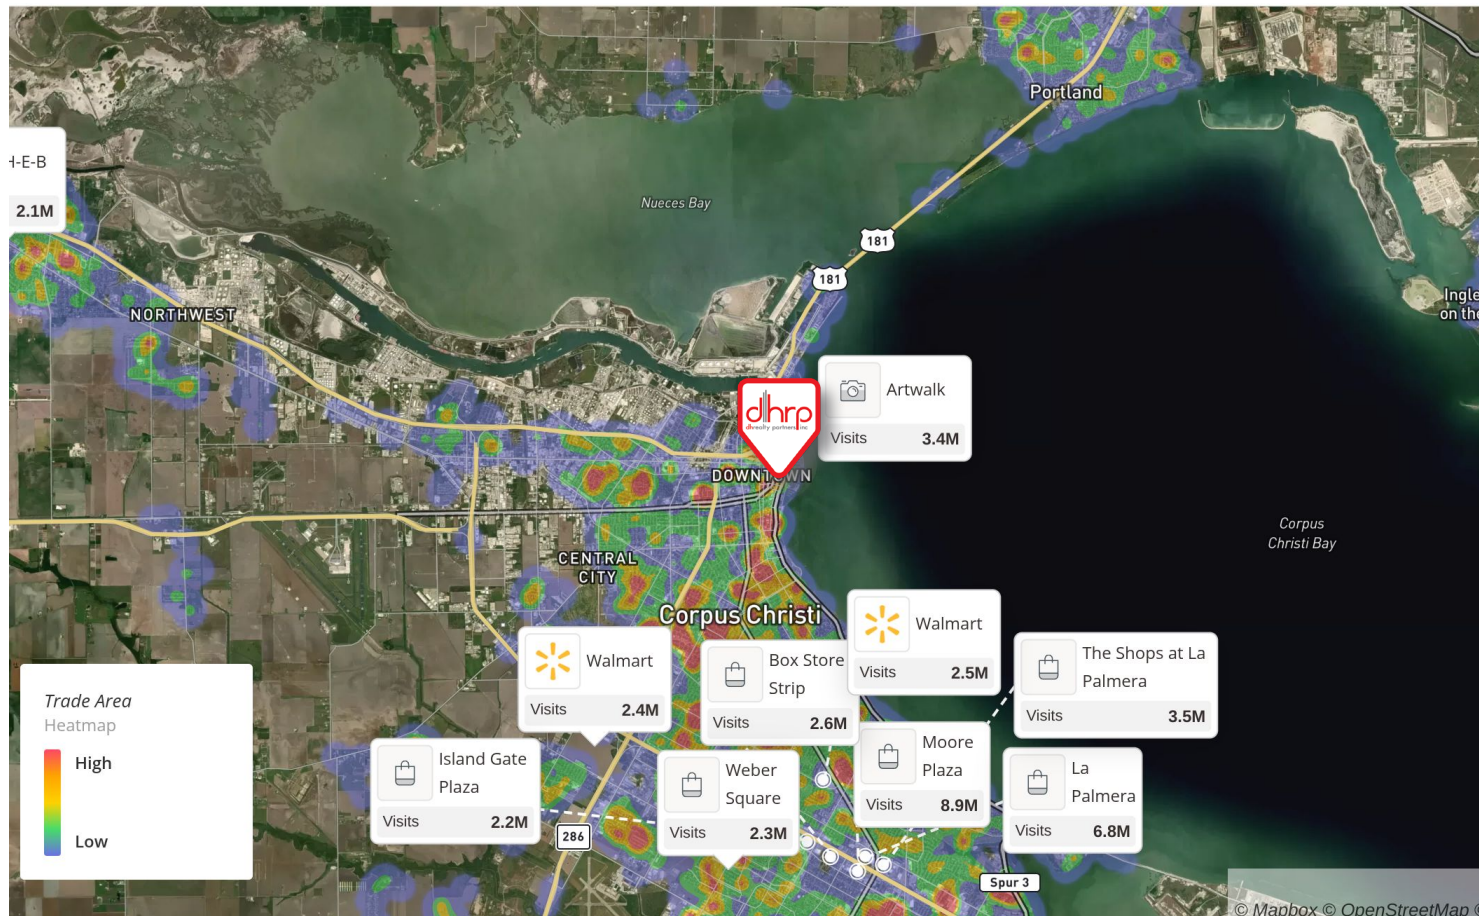 Portland
H-E-B
2.1M
Nueces Bay
181
181
NORTHWEST
Ingle
on the
dhrp
dhrealty partners, inc
Artwalk
Visits 3.4M
DOWNTOWN
Corpus
Christi Bay
CENTRAL
CITY
Corpus Christi
Walmart
Visits 2.5M
Walmart
Visits 2.4M
Box Store
Strip
Visits 2.6M
The Shops at La
Palmera
Visits 3.5M
Trade Area
Heatmap
High
Low
Island Gate
Plaza
Visits 2.2M
Weber
Square
Visits 2.3M
Moore
Plaza
Visits 8.9M
La
Palmera
Visits 6.8M
286
Spur 3
© Mapbox © OpenStreetMap